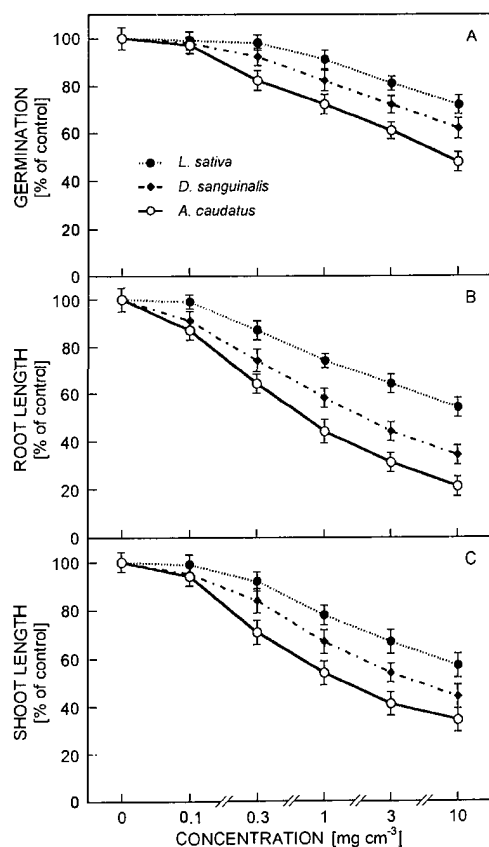 A
100
80
60
40
20
0
GERMINATION
[% of control]
L. sativa
D. sanguinalis
A. caudatus
B
100
80
60
40
20
0
ROOT LENGTH
[% of control]
C
100
80
60
40
20
0
SHOOT LENGTH
[% of control]
0 0.1 0.3 1 3 10
CONCENTRATION [mg cm-3]